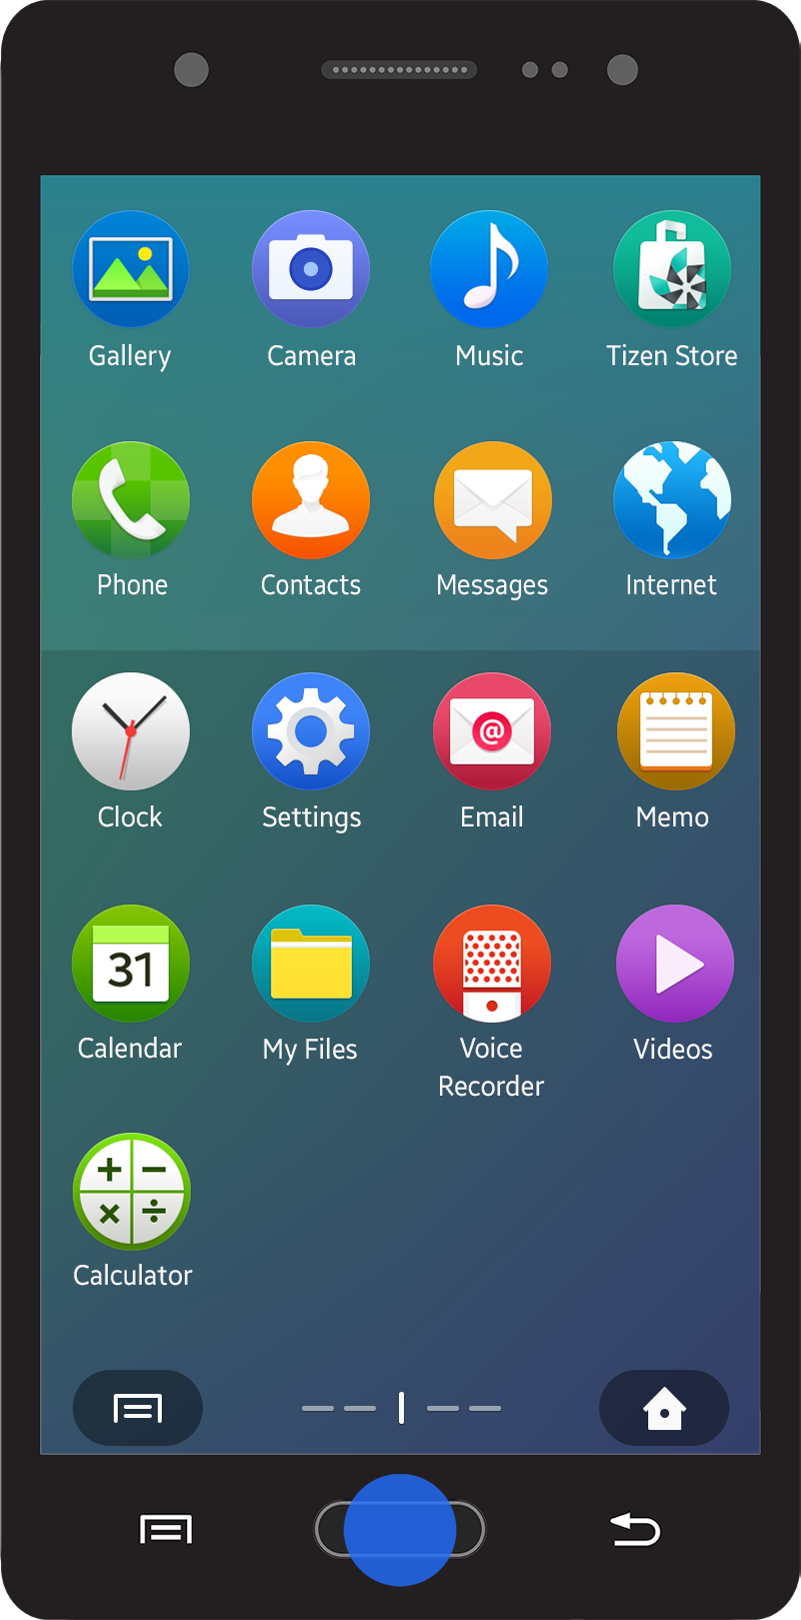 Gallery Camera Music Tizen Store
Phone Contacts Messages Internet
@
Clock Settings Email Memo
31
Calendar My Files Voice Recorder Videos
+ −
× ÷
Calculator